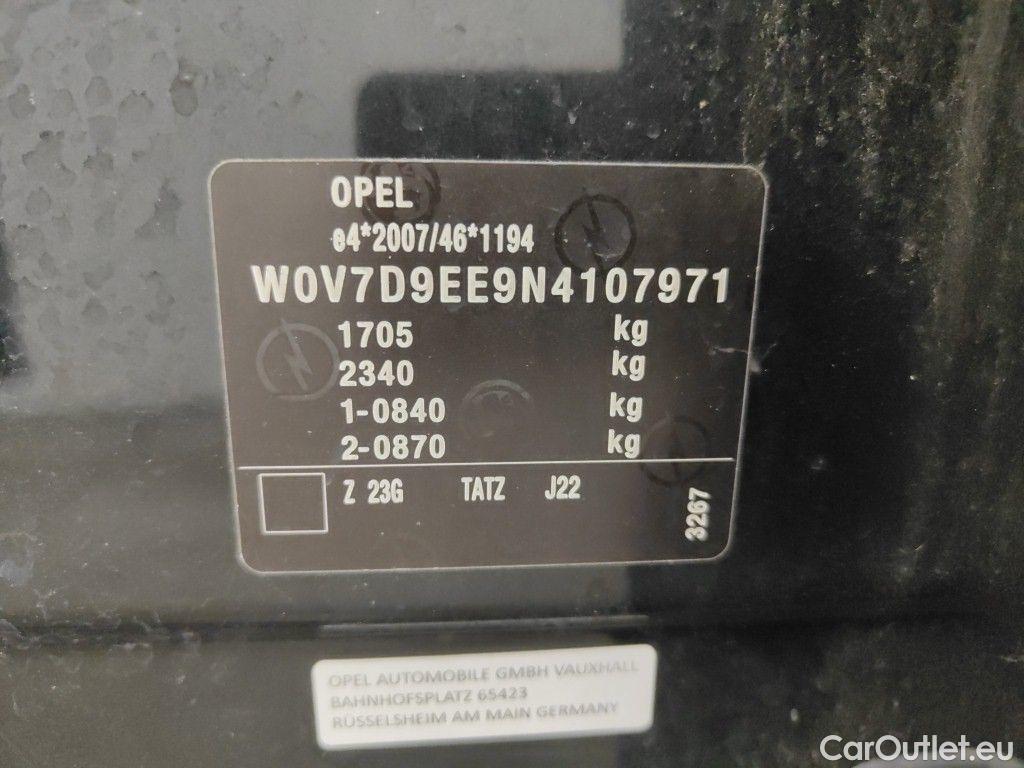 OPEL
e4*2007/46*1194
W0V7D9EE9N4107971
1705 kg
2340 kg
1-0840 kg
2-0870 kg
Z 23G TATZ J22
3267
OPEL AUTOMOBILE GMBH VAUXHALL
BAHNHOFSPLATZ 65423
RÜSSELSHEIM AM MAIN GERMANY
CarOutlet.eu